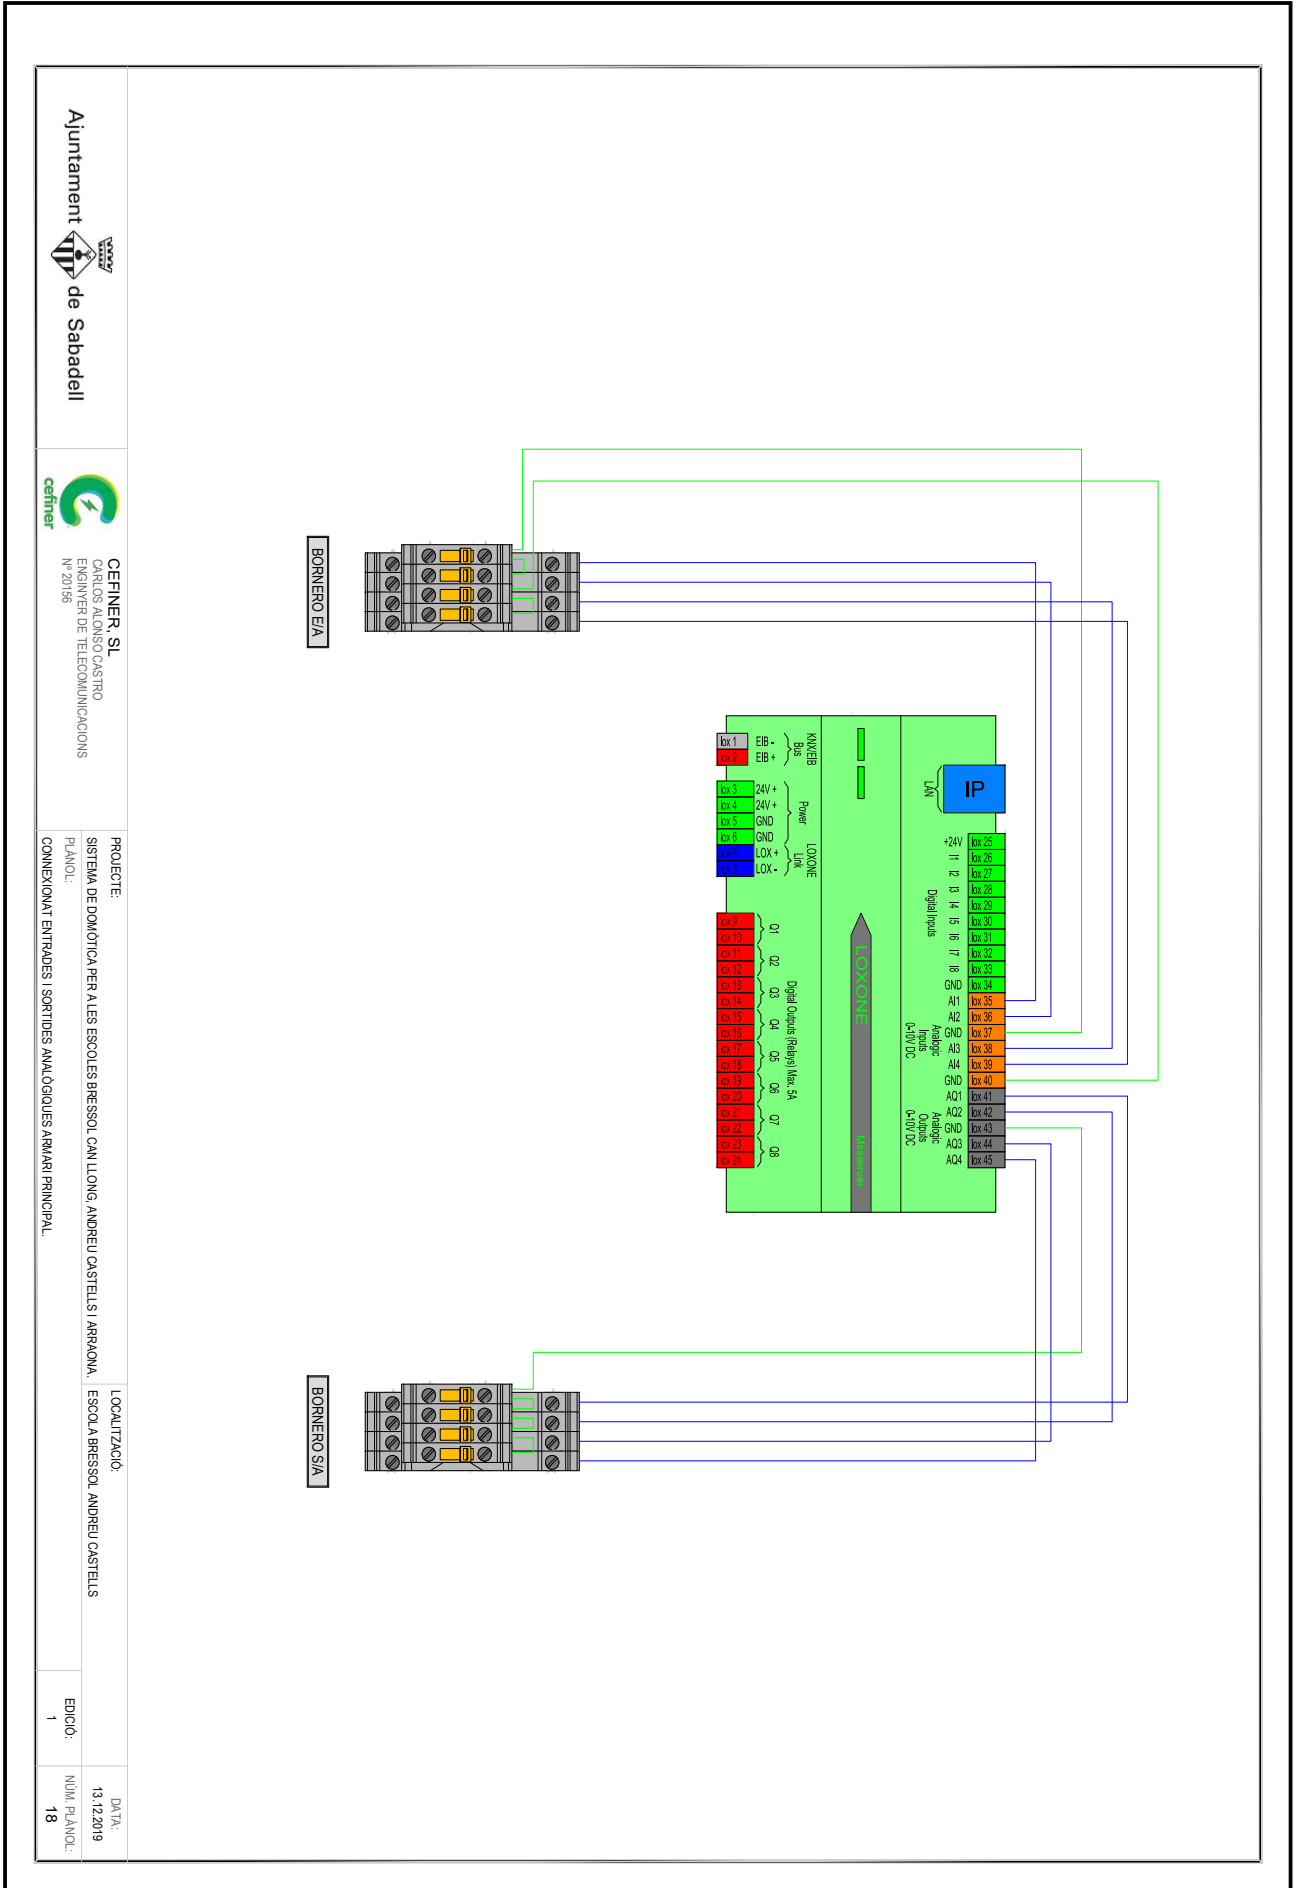 IP
LAN
+24V
I1
I2
I3
I4
I5
I6
I7
I8
GND
AI1
AI2
GND
AI3
AI4
GND
AQ1
AQ2
GND
AQ3
AQ4
lox 25
lox 26
lox 27
lox 28
lox 29
lox 30
lox 31
lox 32
lox 33
lox 34
lox 35
lox 36
lox 37
lox 38
lox 39
lox 40
lox 41
lox 42
lox 43
lox 44
lox 45
Digital Inputs
Analogic
Inputs
0-10V DC
Analogic
Outputs
0-10V DC
LOXONE
Miniserver
KNX/EIB
Bus
Power
LOXONE
Link
EIB -
EIB +
24V +
24V +
GND
GND
LOX +
LOX -
Digital Outputs (Relays) Max. 5A
Q1
Q2
Q3
Q4
Q5
Q6
Q7
Q8
lox 1
lox 2
lox 3
lox 4
lox 5
lox 6
lox 7
lox 8
lox 9
lox 10
lox 11
lox 12
lox 13
lox 14
lox 15
lox 16
lox 17
lox 18
lox 19
lox 20
lox 21
lox 22
lox 23
lox 24
BORNERO E/A
BORNERO S/A
Ajuntament de Sabadell
cefiner
CEFINER, SL
CARLOS ALONSO CASTRO
ENGINYER DE TELECOMUNICACIONS
Nº 20156
PROJECTE:
SISTEMA DE DOMÒTICA PER A LES ESCOLES BRESSOL CAN LLONG, ANDREU CASTELLS I ARRAONA.
PLÀNOL:
CONNEXIONAT ENTRADES I SORTIDES ANALÒGIQUES ARMARI PRINCIPAL.
LOCALITZACIÓ:
ESCOLA BRESSOL ANDREU CASTELLS
EDICIÓ:
1
DATA:
13.12.2019
NÚM. PLÀNOL:
18